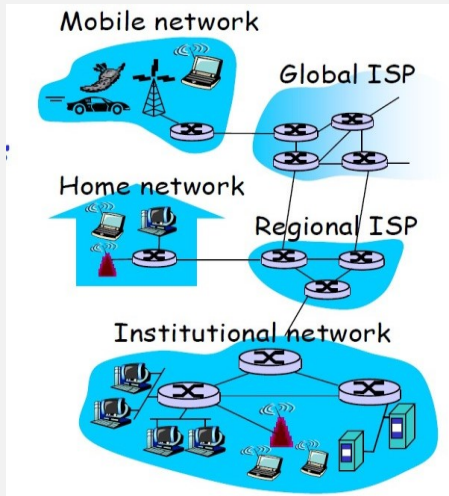 Mobile network
Global ISP
Home network
Regional ISP
Institutional network